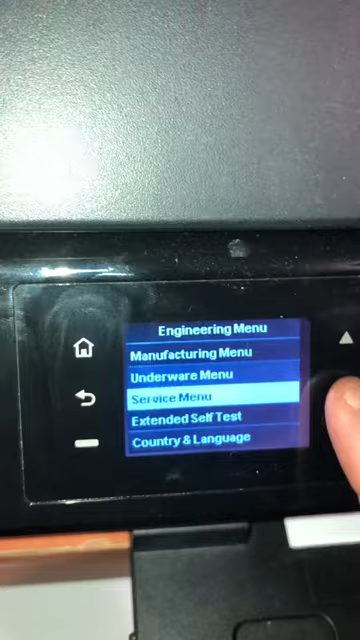 Engineering Menu
Manufacturing Menu
Underware Menu
Service Menu
Extended Self Test
Country & Language